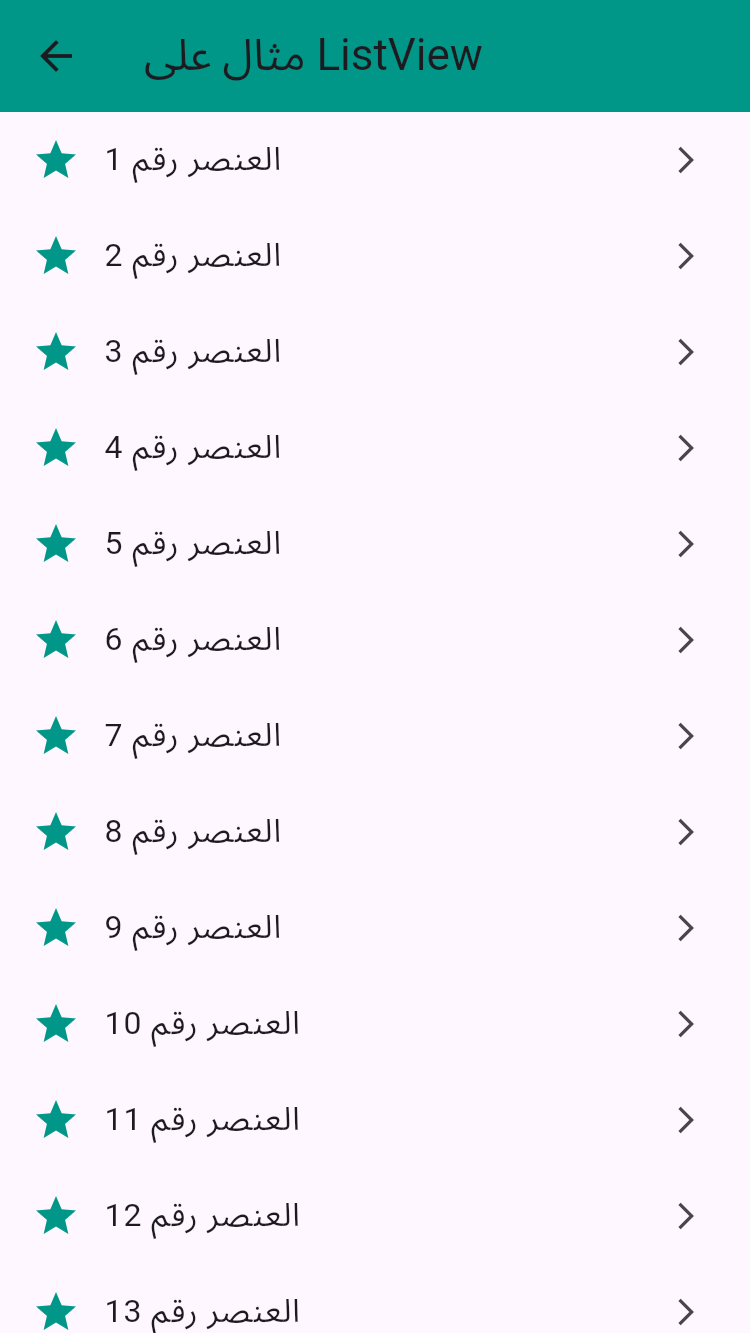 مثال على ListView
العنصر رقم 1
العنصر رقم 2
العنصر رقم 3
العنصر رقم 4
العنصر رقم 5
العنصر رقم 6
العنصر رقم 7
العنصر رقم 8
العنصر رقم 9
العنصر رقم 10
العنصر رقم 11
العنصر رقم 12
العنصر رقم 13